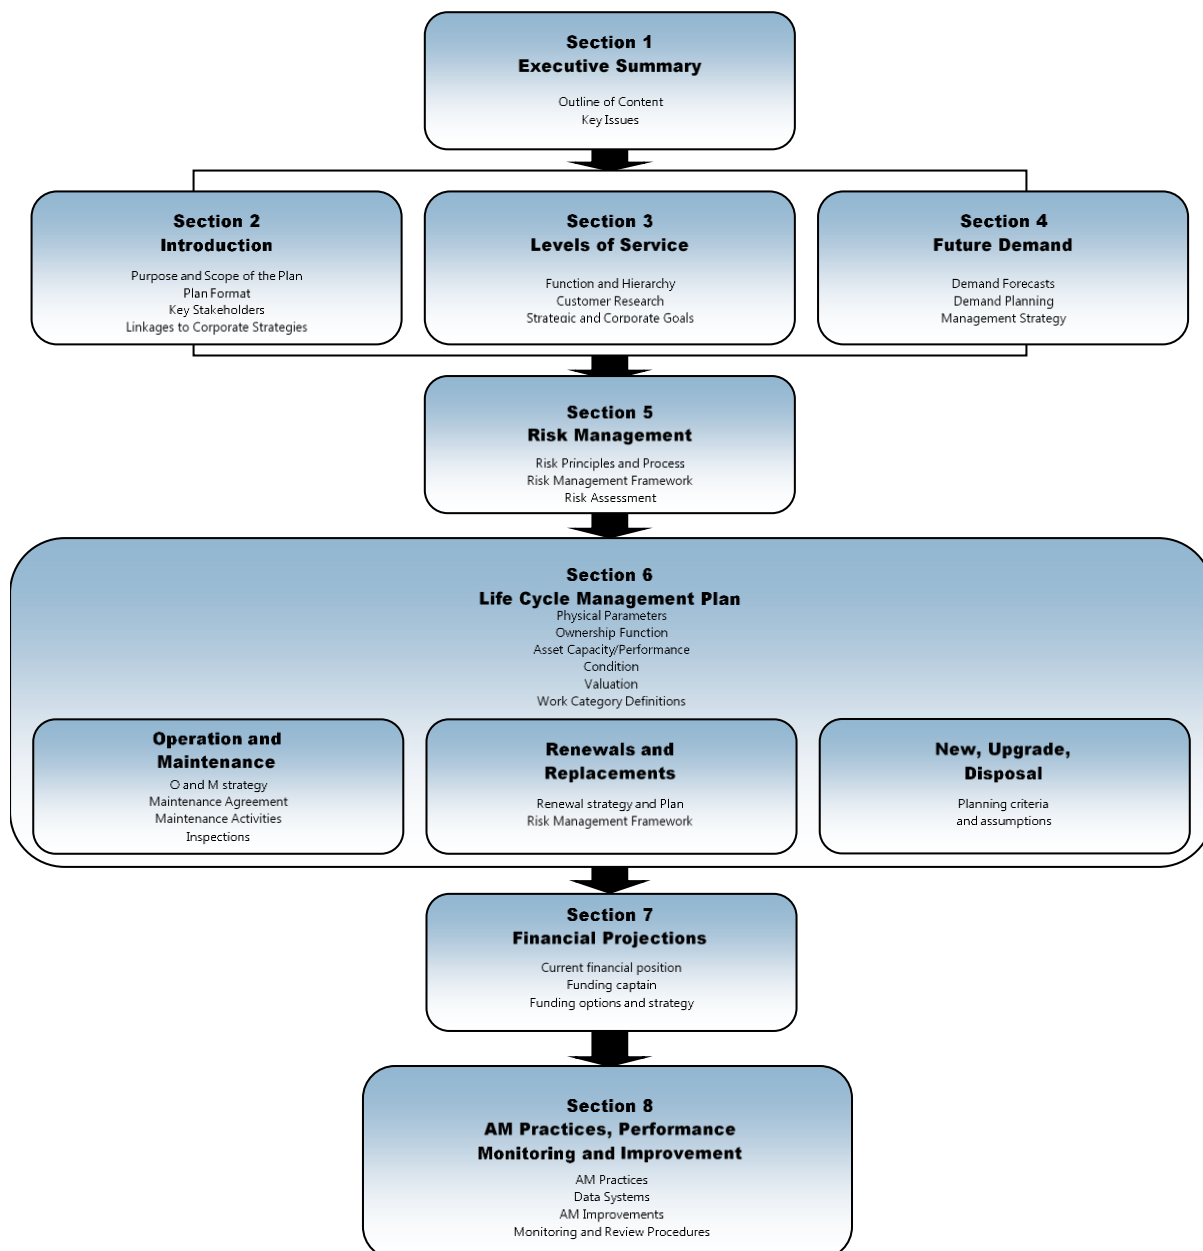 Section 1
Executive Summary
Outline of Content
Key Issues
Section 2
Introduction
Purpose and Scope of the Plan
Plan Format
Key Stakeholders
Linkages to Corporate Strategies
Section 3
Levels of Service
Function and Hierarchy
Customer Research
Strategic and Corporate Goals
Section 4
Future Demand
Demand Forecasts
Demand Planning
Management Strategy
Section 5
Risk Management
Risk Principles and Process
Risk Management Framework
Risk Assessment
Section 6
Life Cycle Management Plan
Physical Parameters
Ownership Function
Asset Capacity/Performance
Condition
Valuation
Work Category Definitions
Operation and
Maintenance
O and M strategy
Maintenance Agreement
Maintenance Activities
Inspections
Renewals and
Replacements
Renewal strategy and Plan
Risk Management Framework
New, Upgrade,
Disposal
Planning criteria
and assumptions
Section 7
Financial Projections
Current financial position
Funding captain
Funding options and strategy
Section 8
AM Practices, Performance
Monitoring and Improvement
AM Practices
Data Systems
AM Improvements
Monitoring and Review Procedures